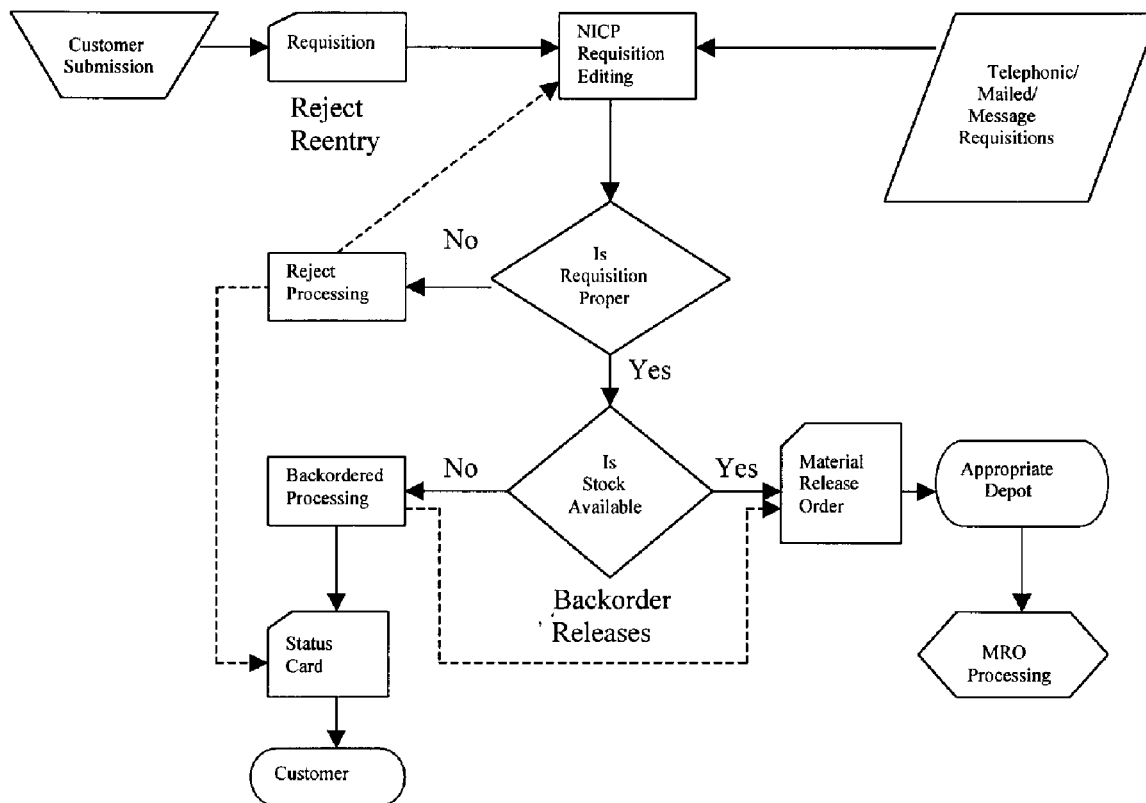 Customer
Submission
Requisition
NICP
Requisition
Editing
Telephonic/
Mailed/
Message
Requisitions
Reject
Reentry
No
Is
Requisition
Proper
Reject
Processing
Yes
Is
Stock
Available
No
Yes
Backordered
Processing
Material
Release
Order
Appropriate
Depot
Backorder
Releases
Status
Card
MRO
Processing
Customer